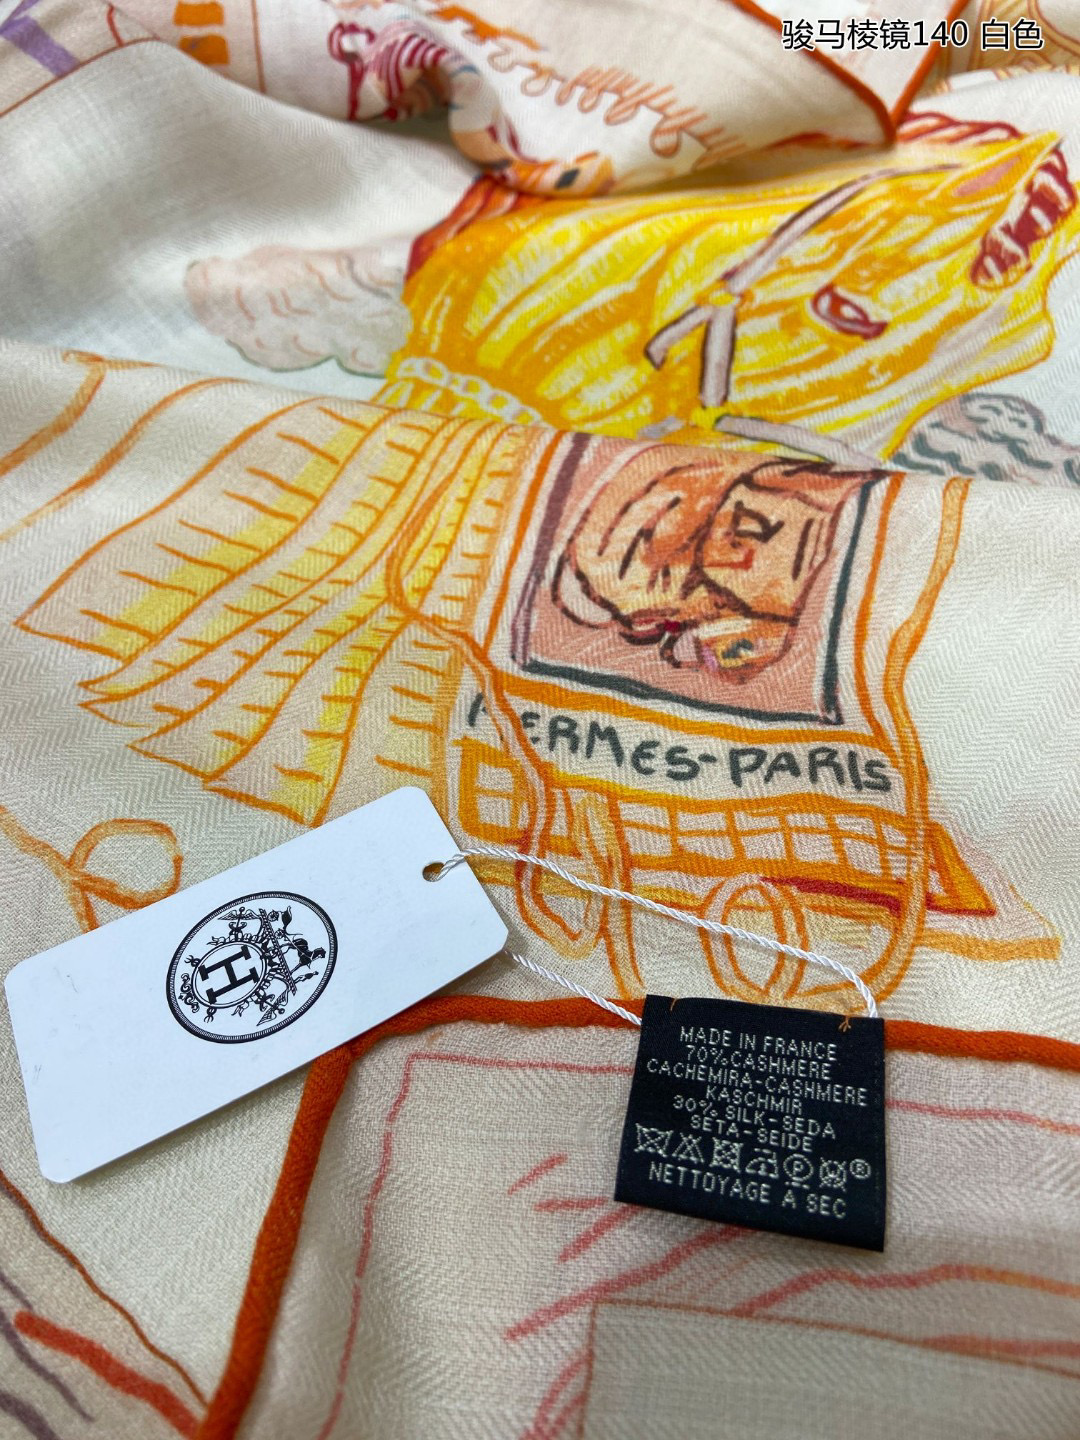 骏马棱镜140 白色
HERMES-PARIS
H
MADE IN FRANCE
70%CASHMERE
CACHEMIRA-CASHMERE
KASCHMIR
30% SILK-SEDA
SETA-SEIDE
P ®
NETTOYAGE A SEC